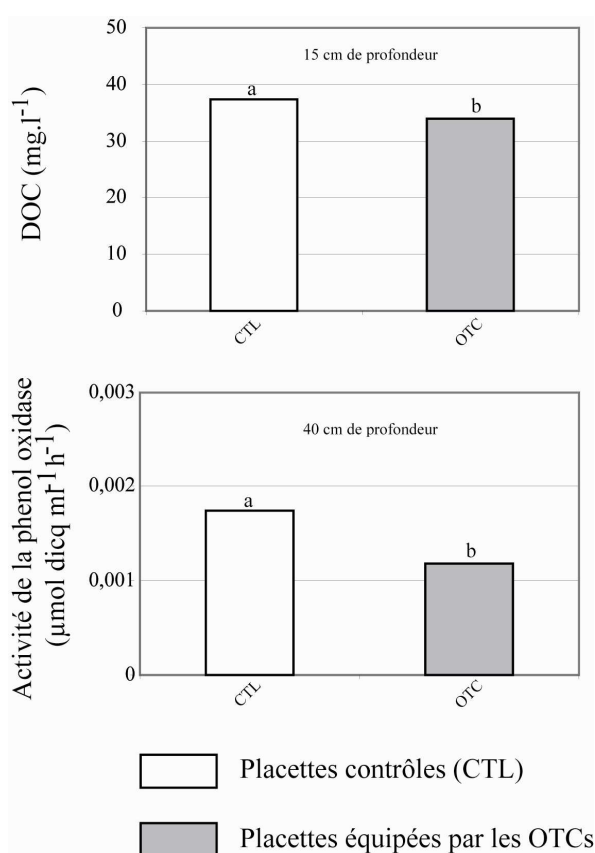 50
15 cm de profondeur
40
a
b
30
DOC (mg.l-1)
20
10
0
CTL
OTC
0,003
40 cm de profondeur
0,002
a
b
Activité de la phenol oxidase
(µmol dicq ml-1 h-1)
0,001
0
CTL
OTC
Placettes contrôles (CTL)
Placettes équipées par les OTCs